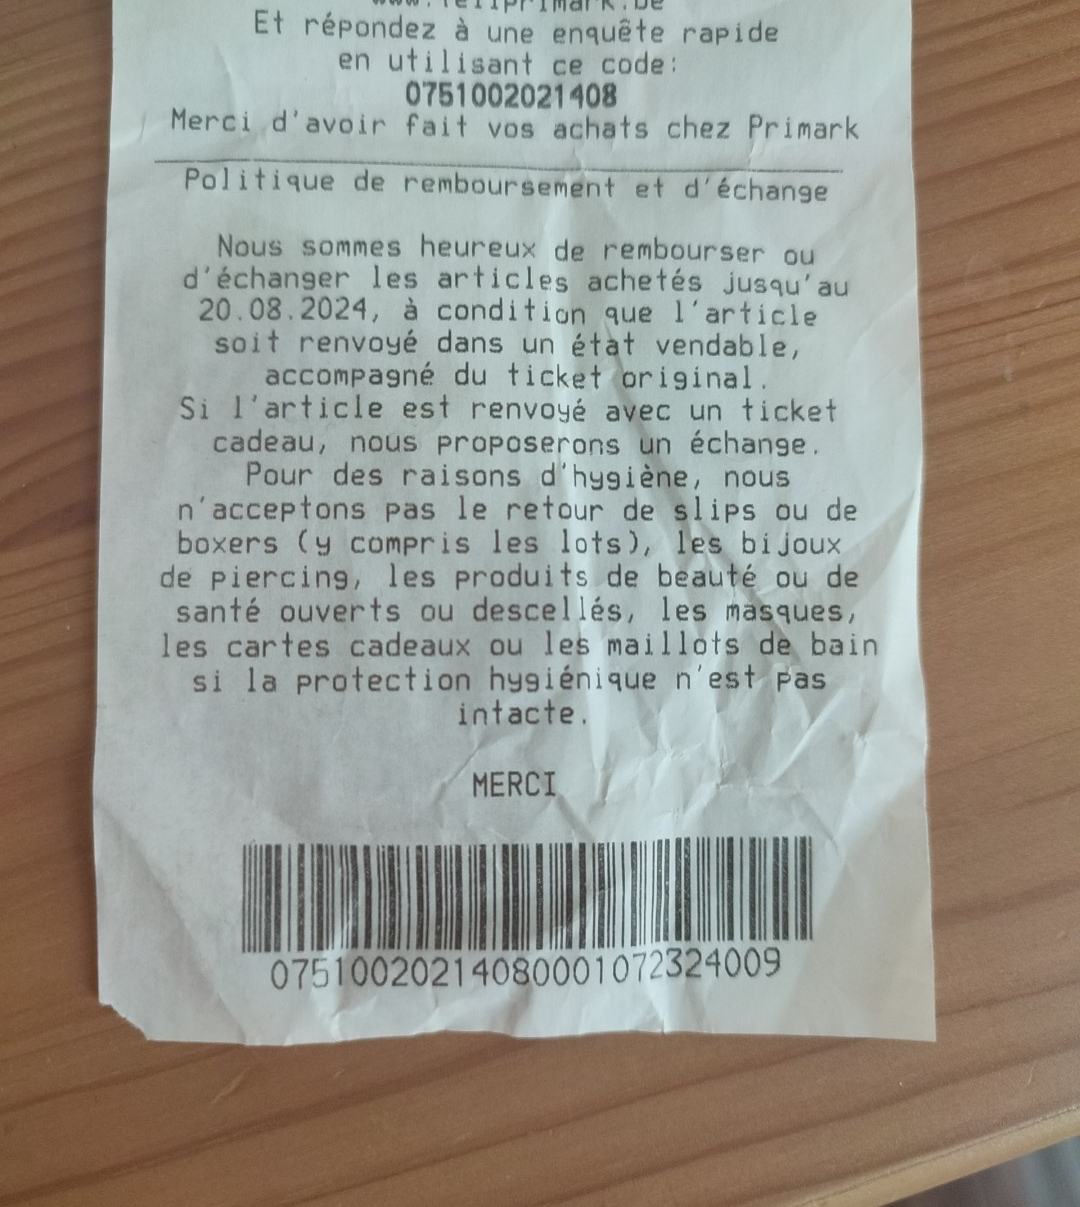 www.tellprimark.be
Et répondez à une enquête rapide
en utilisant ce code:
0751002021408
Merci d'avoir fait vos achats chez Primark
Politique de remboursement et d'échange
Nous sommes heureux de rembourser ou
d'échanger les articles achetés jusqu'au
20.08.2024, à condition que l'article
soit renvoyé dans un état vendable,
accompagné du ticket original.
Si l'article est renvoyé avec un ticket
cadeau, nous proposerons un échange.
Pour des raisons d'hygiène, nous
n'acceptons pas le retour de slips ou de
boxers (y compris les lots), les bijoux
de piercing, les produits de beauté ou de
santé ouverts ou descellés, les masques,
les cartes cadeaux ou les maillots de bain
si la protection hygiénique n'est pas
intacte.
MERCI
07510020214080001072324009